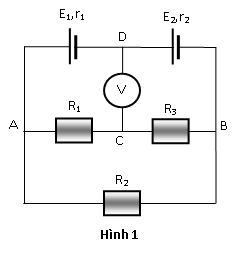 E₁,r₁ D E₂,r₂
V
A R₁ C R₃ B
R₂
Hình 1